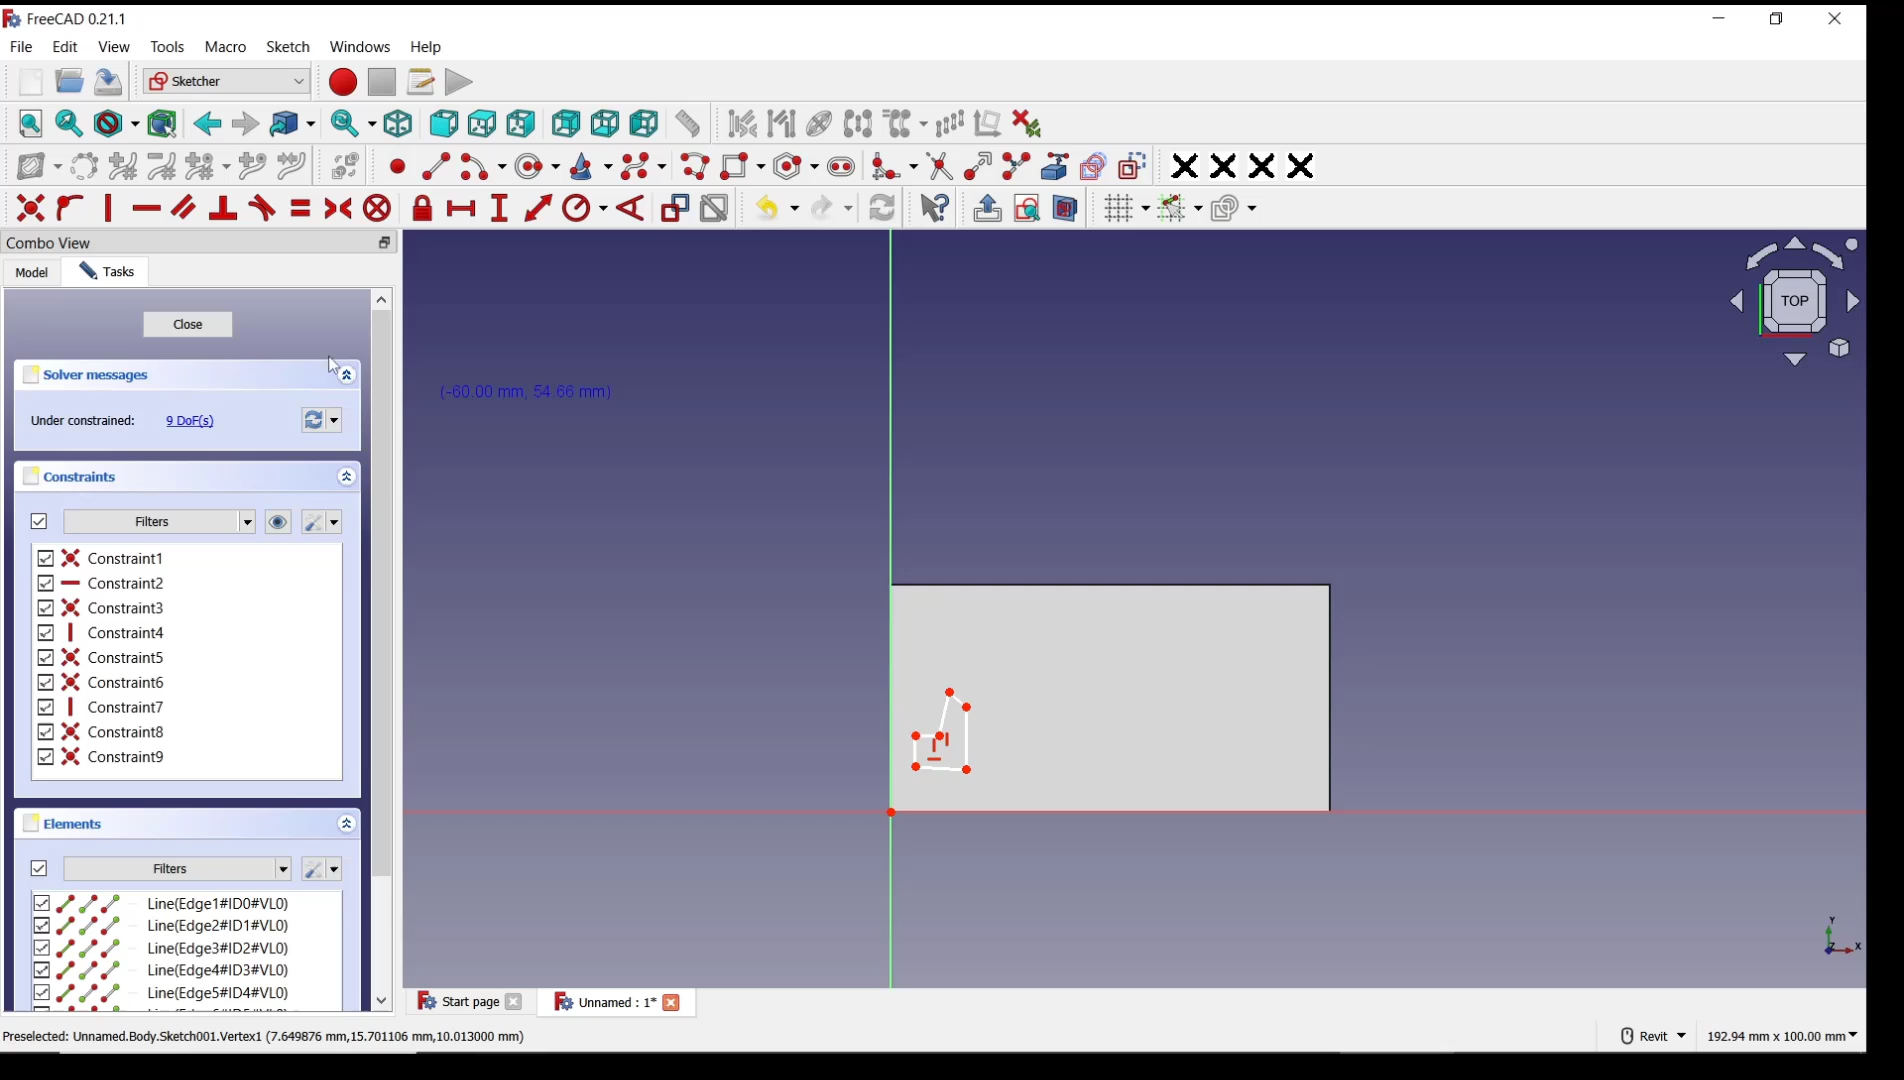 FreeCAD 0.21.1
File Edit View Tools Macro Sketch Windows Help
Sketcher
Combo View
Model Tasks
Close
Solver messages
Under constrained: 9 DoF(s)
Constraints
Filters
Constraint1
Constraint2
Constraint3
Constraint4
Constraint5
Constraint6
Constraint7
Constraint8
Constraint9
Elements
Filters
Line(Edge1#ID0#VL0)
Line(Edge2#ID1#VL0)
Line(Edge3#ID2#VL0)
Line(Edge4#ID3#VL0)
Line(Edge5#ID4#VL0)
(-60.00 mm, 54.66 mm)
TOP
Y
Z X
Start page Unnamed : 1*
Preselected: Unnamed.Body.Sketch001.Vertex1 (7.649876 mm,15.701106 mm,10.013000 mm)
Revit 192.94 mm x 100.00 mm